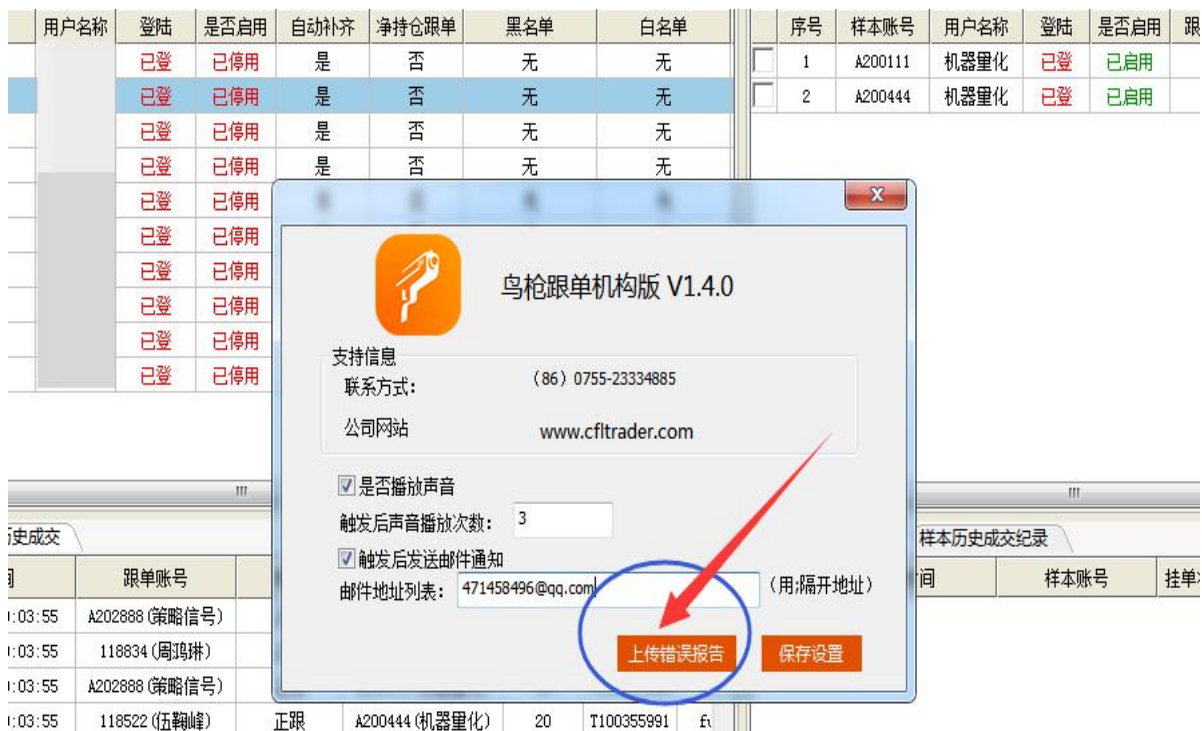 用户名称 登陆 是否启用 自动补齐 净持仓跟单 黑名单 白名单 序号 样本账号 用户名称 登陆 是否启用 跟
已登 已停用 是 否 无 无 1 A200111 机器量化 已登 已启用
已登 已停用 是 否 无 无 2 A200444 机器量化 已登 已启用
已登 已停用 是 否 无 无
已登 已停用 是 否 无 无
已登 已停用
已登 已停用
已登 已停用
已登 已停用
已登 已停用
已登 已停用
鸟枪跟单机构版 V1.4.0
支持信息
联系方式: (86) 0755-23334885
公司网站 www.cfltrader.com
是否播放声音
触发后声音播放次数: 3
触发后发送邮件通知
邮件地址列表: 471458496@qq.com (用;隔开地址)
上传错误报告 保存设置
历史成交 样本历史成交纪录
跟单账号 间 样本账号 挂单
:03:55 A202888(策略信号)
:03:55 118834(周鸿琳)
:03:55 A202888(策略信号)
:03:55 118522(伍鞠峰) 正跟 A200444(机器量化) 20 T100355991